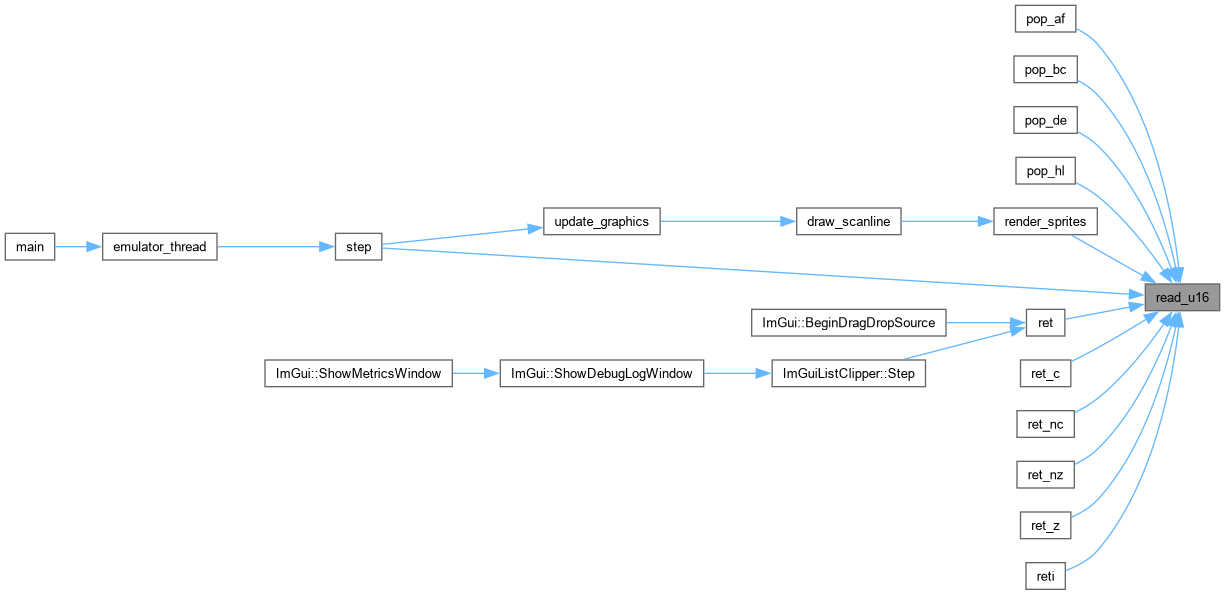 pop_af
pop_bc
pop_de
pop_hl
update_graphics
draw_scanline
render_sprites
main
emulator_thread
step
read_u16
ImGui::BeginDragDropSource
ret
ImGui::ShowMetricsWindow
ImGui::ShowDebugLogWindow
ImGuiListClipper::Step
ret_c
ret_nc
ret_nz
ret_z
reti